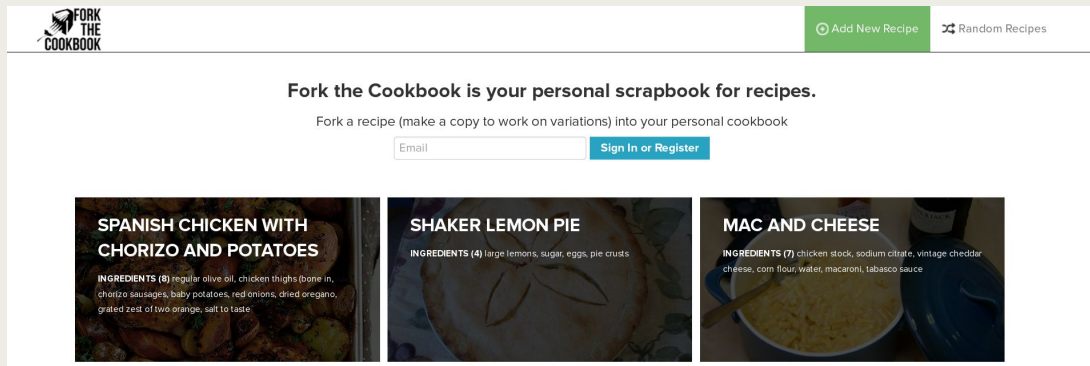 FORK
THE
COOKBOOK
Add New Recipe
Random Recipes
Fork the Cookbook is your personal scrapbook for recipes.
Fork a recipe (make a copy to work on variations) into your personal cookbook
Email
Sign In or Register
SPANISH CHICKEN WITH
CHORIZO AND POTATOES
INGREDIENTS (8) regular olive oil, chicken thighs (bone in,
chorizo sausages, baby potatoes, red onions, dried oregano,
grated zest of two orange, salt to taste
SHAKER LEMON PIE
INGREDIENTS (4) large lemons, sugar, eggs, pie crusts
MAC AND CHEESE
INGREDIENTS (7) chicken stock, sodium citrate, vintage cheddar
cheese, corn flour, water, macaroni, tabasco sauce